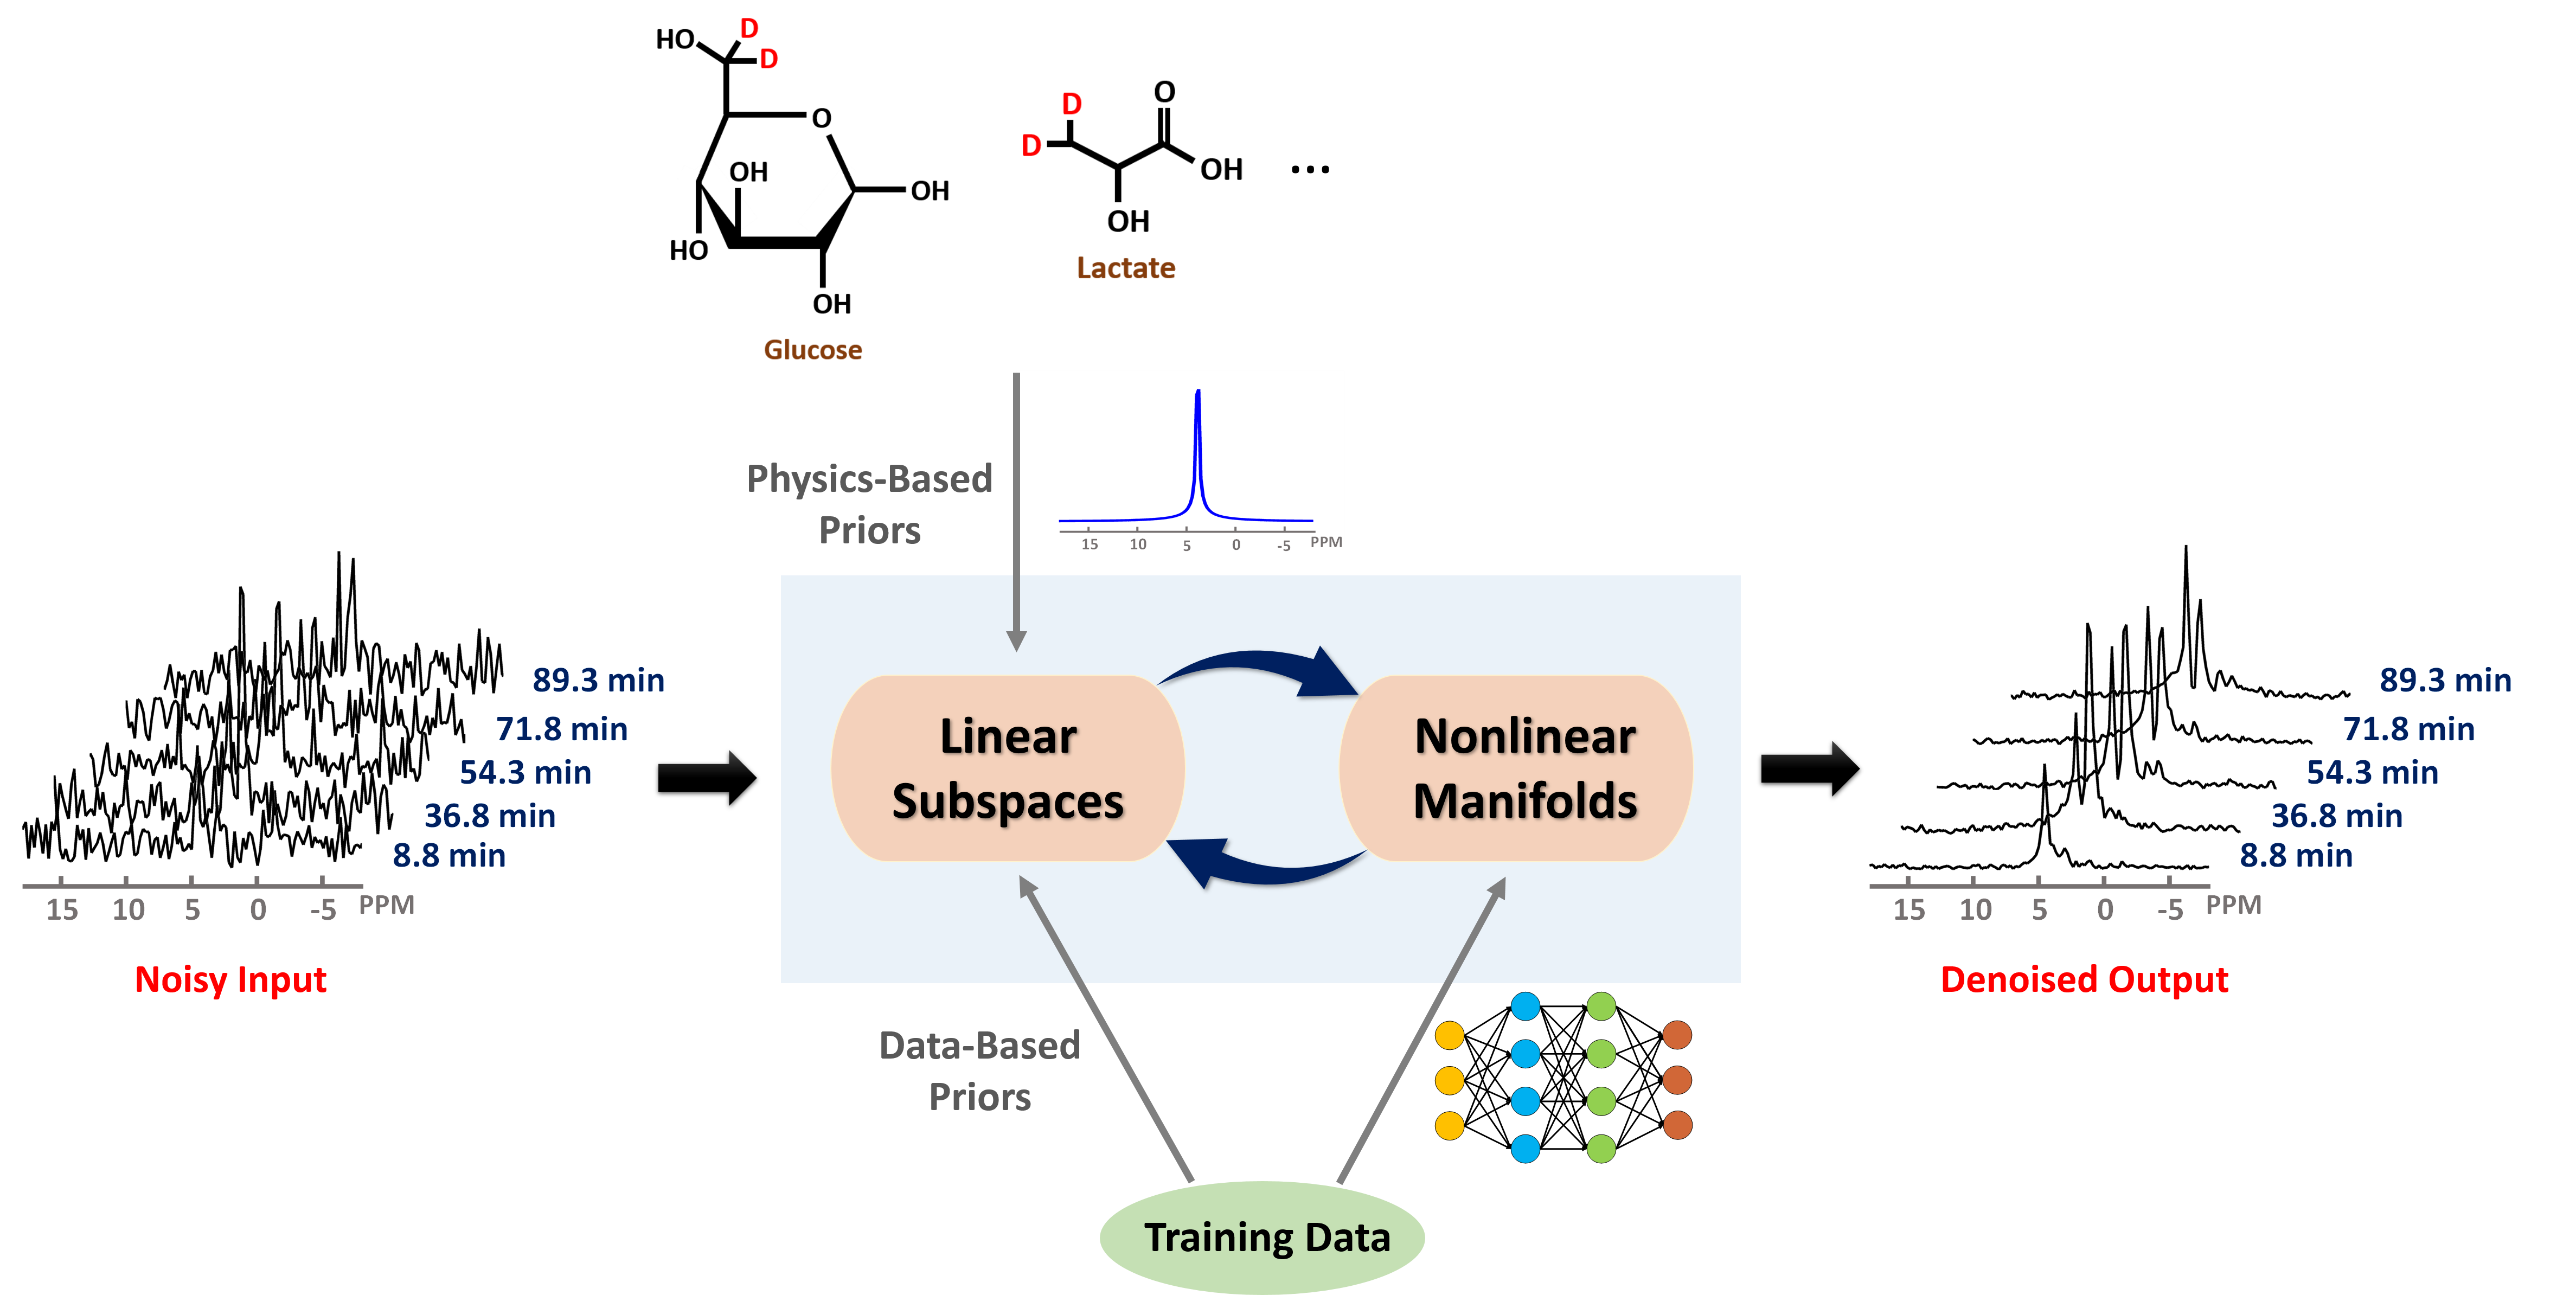 HO
D
D
O
OH
OH
HO
OH
Glucose
D
D
O
OH
OH
Lactate
...
Physics-Based
Priors
15 10 5 0 -5 PPM
89.3 min
71.8 min
54.3 min
36.8 min
8.8 min
15 10 5 0 -5 PPM
Noisy Input
Linear
Subspaces
Nonlinear
Manifolds
Data-Based
Priors
Training Data
89.3 min
71.8 min
54.3 min
36.8 min
8.8 min
15 10 5 0 -5 PPM
Denoised Output